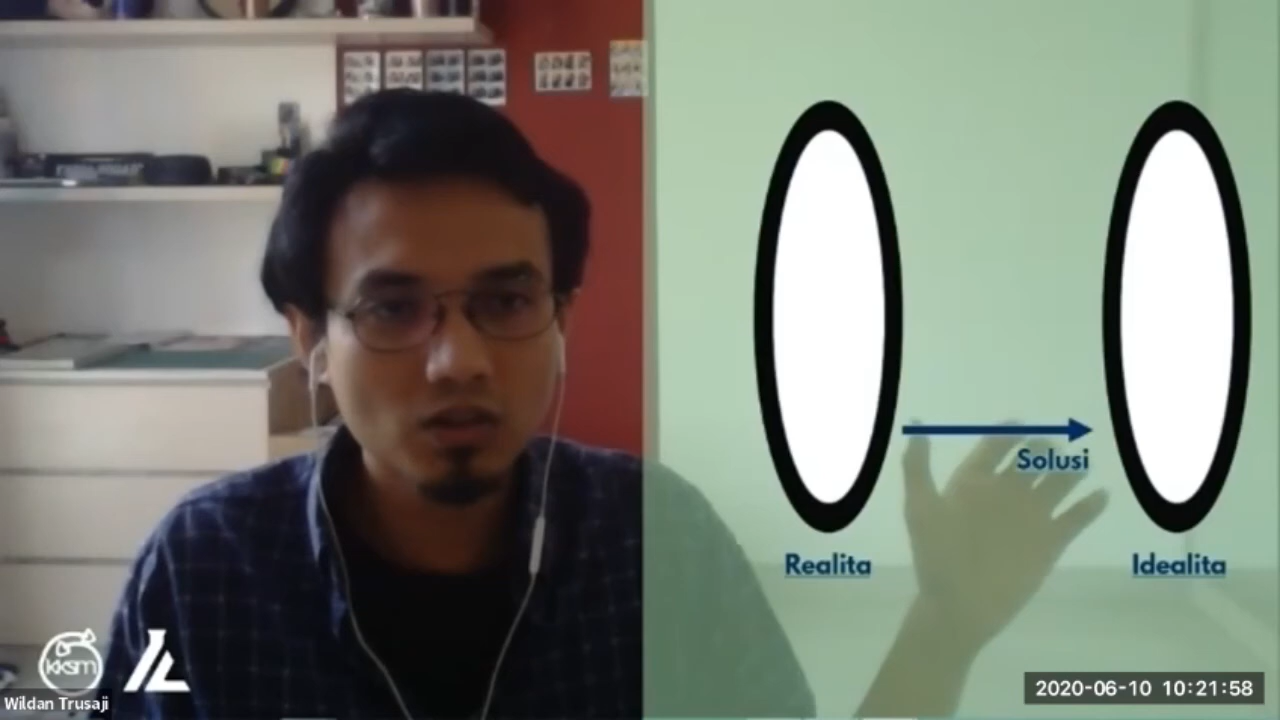 Solusi
Realita
Idealita
kksm
Wildan Trusaji
2020-06-10 10:21:58